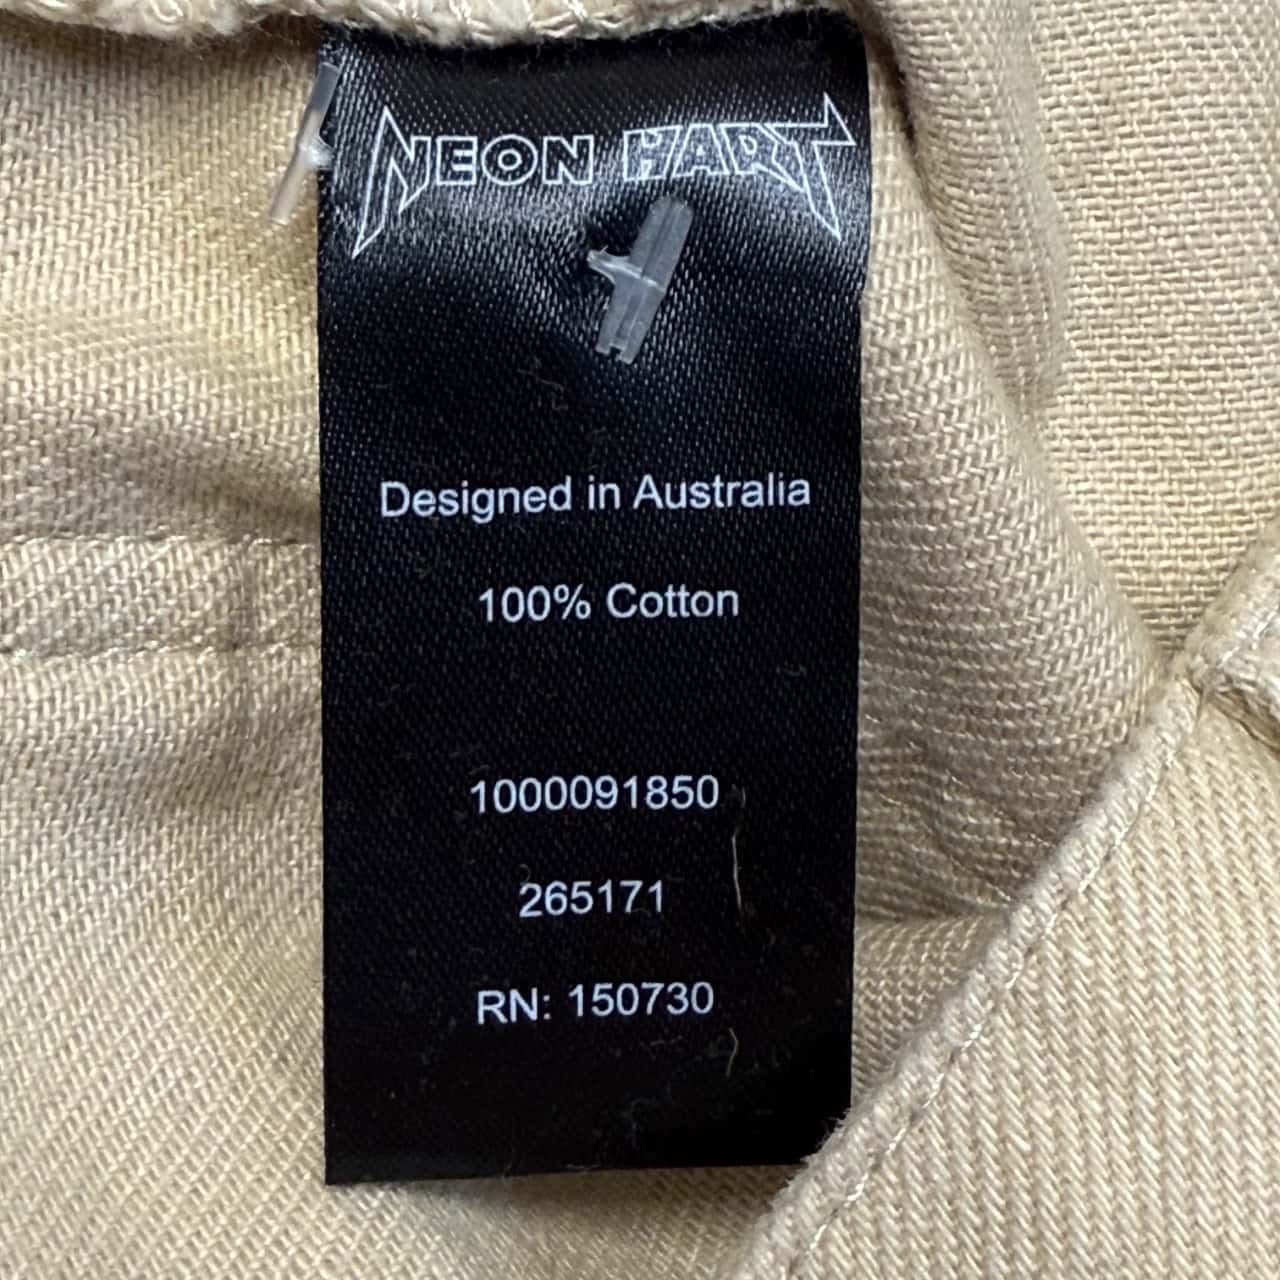 NEON HART
Designed in Australia
100% Cotton
1000091850
265171
RN: 150730